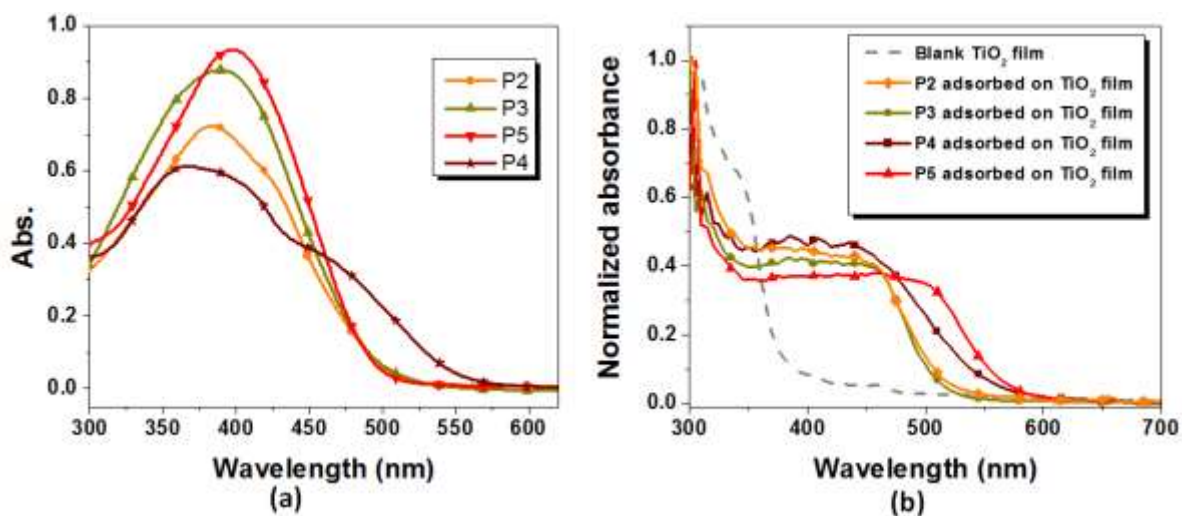 1.0
0.8
0.6
0.4
0.2
0.0
Abs.
P2
P3
P5
P4
300 350 400 450 500 550 600
Wavelength (nm)
(a)
1.0
0.8
0.6
0.4
0.2
0.0
Normalized absorbance
Blank TiO₂ film
P2 adsorbed on TiO₂ film
P3 adsorbed on TiO₂ film
P4 adsorbed on TiO₂ film
P5 adsorbed on TiO₂ film
300 400 500 600 700
Wavelength (nm)
(b)